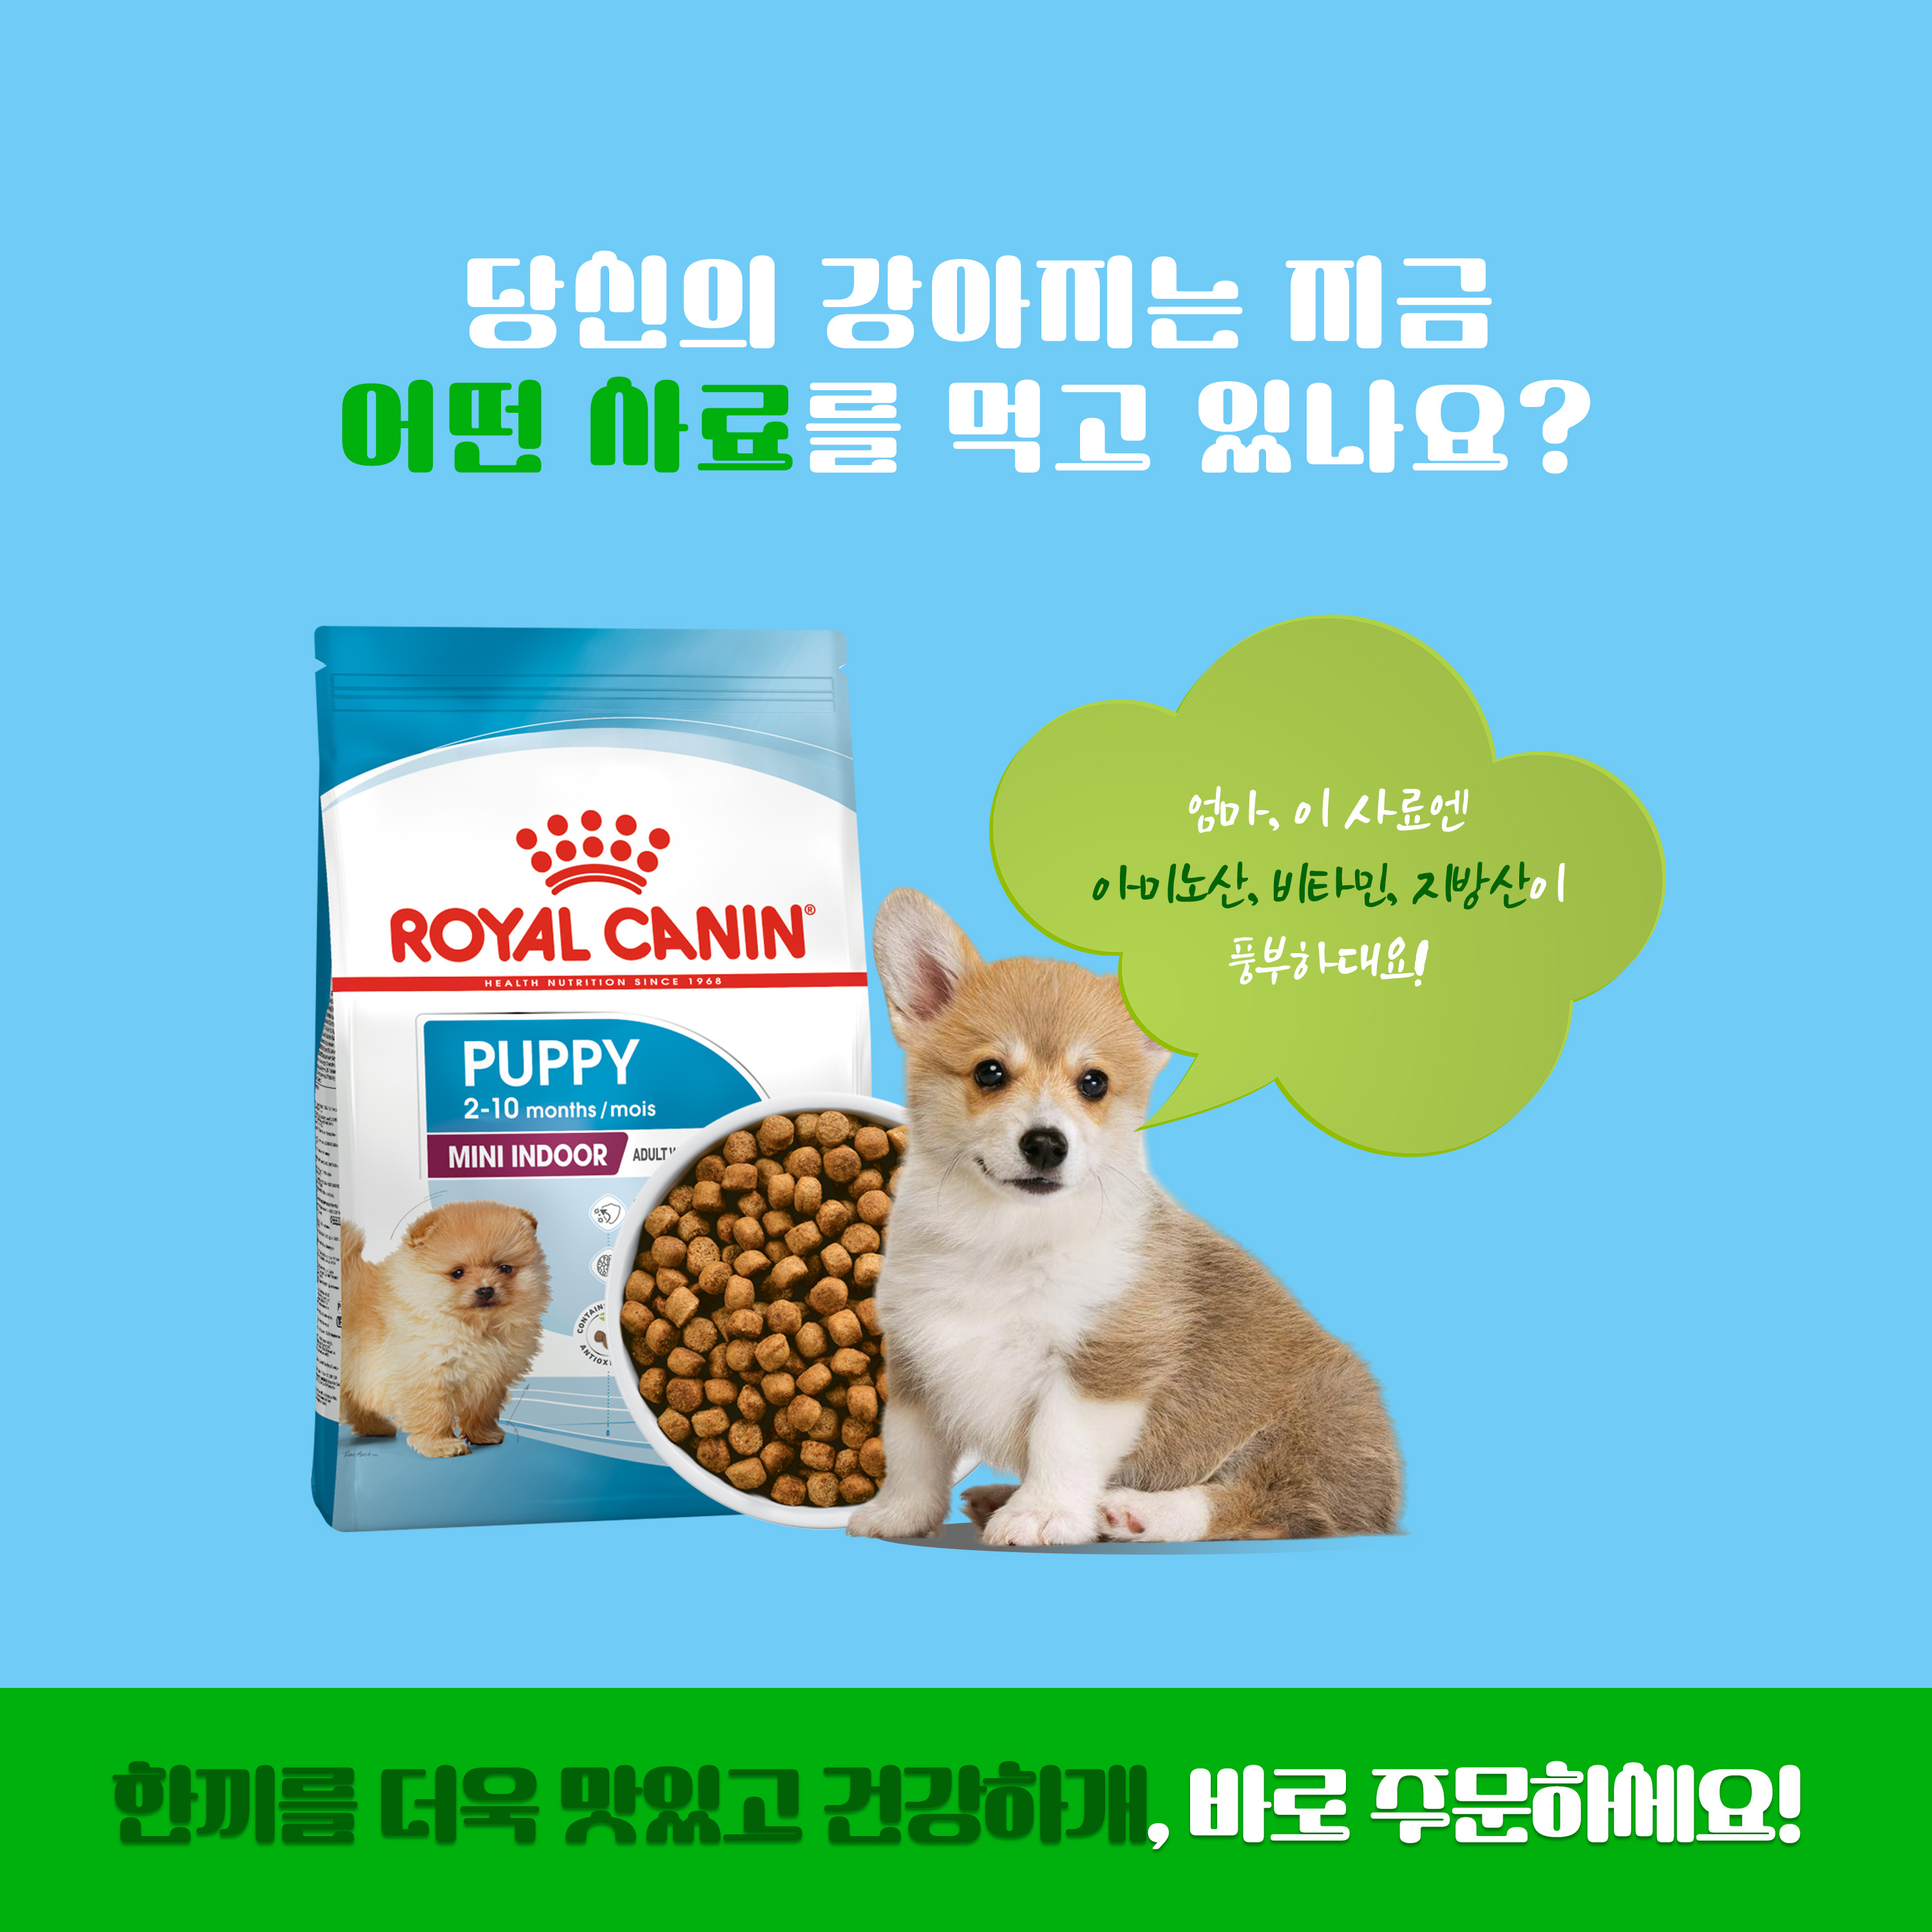 당신의 강아지는 지금
어떤 사료를 먹고 있나요?
엄마, 이 사료엔
아미노산, 비타민, 지방산이
풍부하대요!
ROYAL CANIN®
HEALTH NUTRITION SINCE 1968
PUPPY
2-10 months/mois
MINI INDOOR ADULT
한끼를 더욱 맛있고 건강하개, 바로 주문하세요!